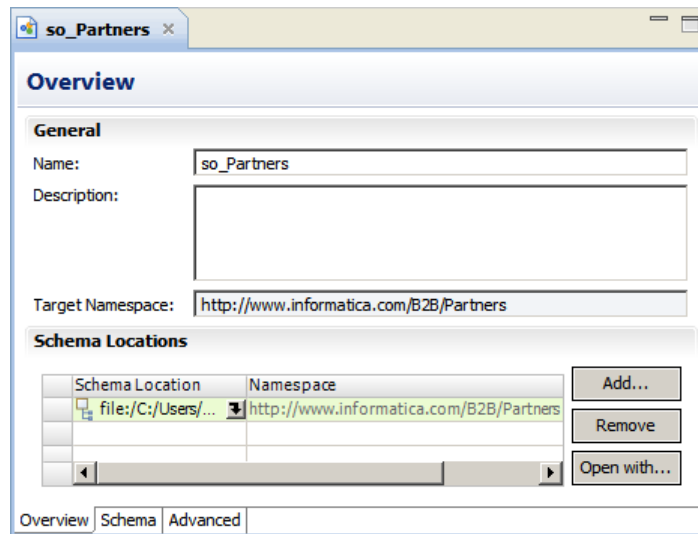 so_Partners
Overview
General
Name: so_Partners
Description:
Target Namespace: http://www.informatica.com/B2B/Partners
Schema Locations
Schema Location Namespace Add...
file:/C:/Users/... http://www.informatica.com/B2B/Partners
Remove
Open with...
Overview Schema Advanced